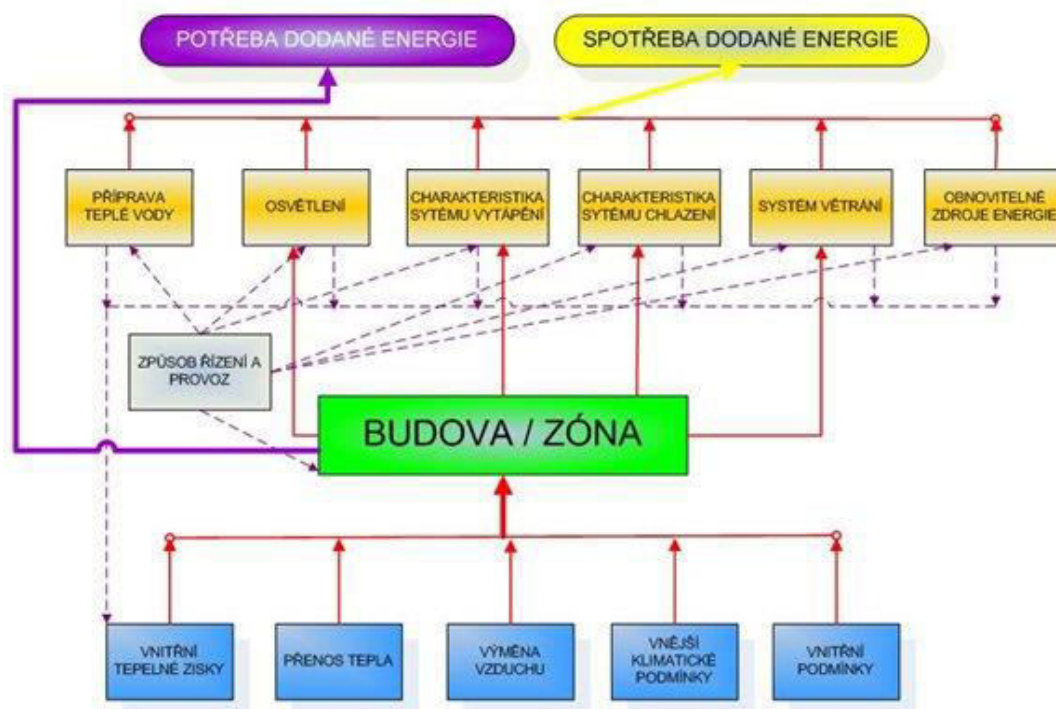 POTŘEBA DODANÉ ENERGIE
SPOTŘEBA DODANÉ ENERGIE
PŘÍPRAVA
TEPLÉ VODY
OSVĚTLENÍ
CHARAKTERISTIKA
SYTÉMU VYTÁPĚNÍ
CHARAKTERISTIKA
SYTÉMU CHLAZENÍ
SYSTÉM VĚTRÁNÍ
OBNOVITELNÉ
ZDROJE ENERGIE
ZPŮSOB ŘÍZENÍ A
PROVOZ
BUDOVA / ZÓNA
VNITŘNÍ
TEPELNÉ ZISKY
PŘENOS TEPLA
VÝMĚNA
VZDUCHU
VNĚJŠÍ
KLIMATICKÉ
PODMÍNKY
VNITŘNÍ
PODMÍNKY